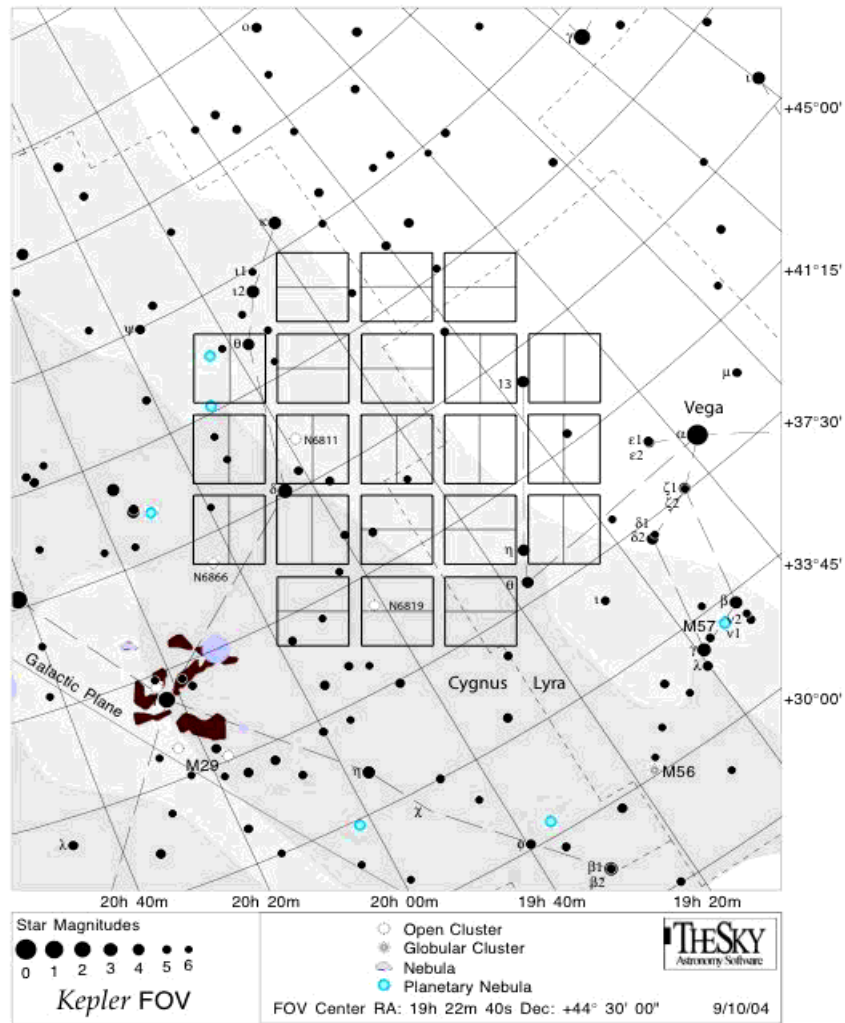 ο
γ
ι
+45°00'
κ
ι1
ι2
+41°15'
ψ
θ
13
μ
Vega
+37°30'
α
ε1
ε2
N6811
ζ1
ζ2
δ
δ1
δ2
η
+33°45'
N6866
θ
ι
β
N6819
M57
ν2
ν1
γ
λ
Galactic Plane
Cygnus
Lyra
+30°00'
M29
η
M56
χ
λ
φ
β1
β2
20h 40m
20h 20m
20h 00m
19h 40m
19h 20m
Star Magnitudes
0 1 2 3 4 5 6
Kepler FOV
Open Cluster
Globular Cluster
Nebula
Planetary Nebula
THESKY
Astronomy Software
FOV Center RA: 19h 22m 40s Dec: +44° 30' 00"
9/10/04